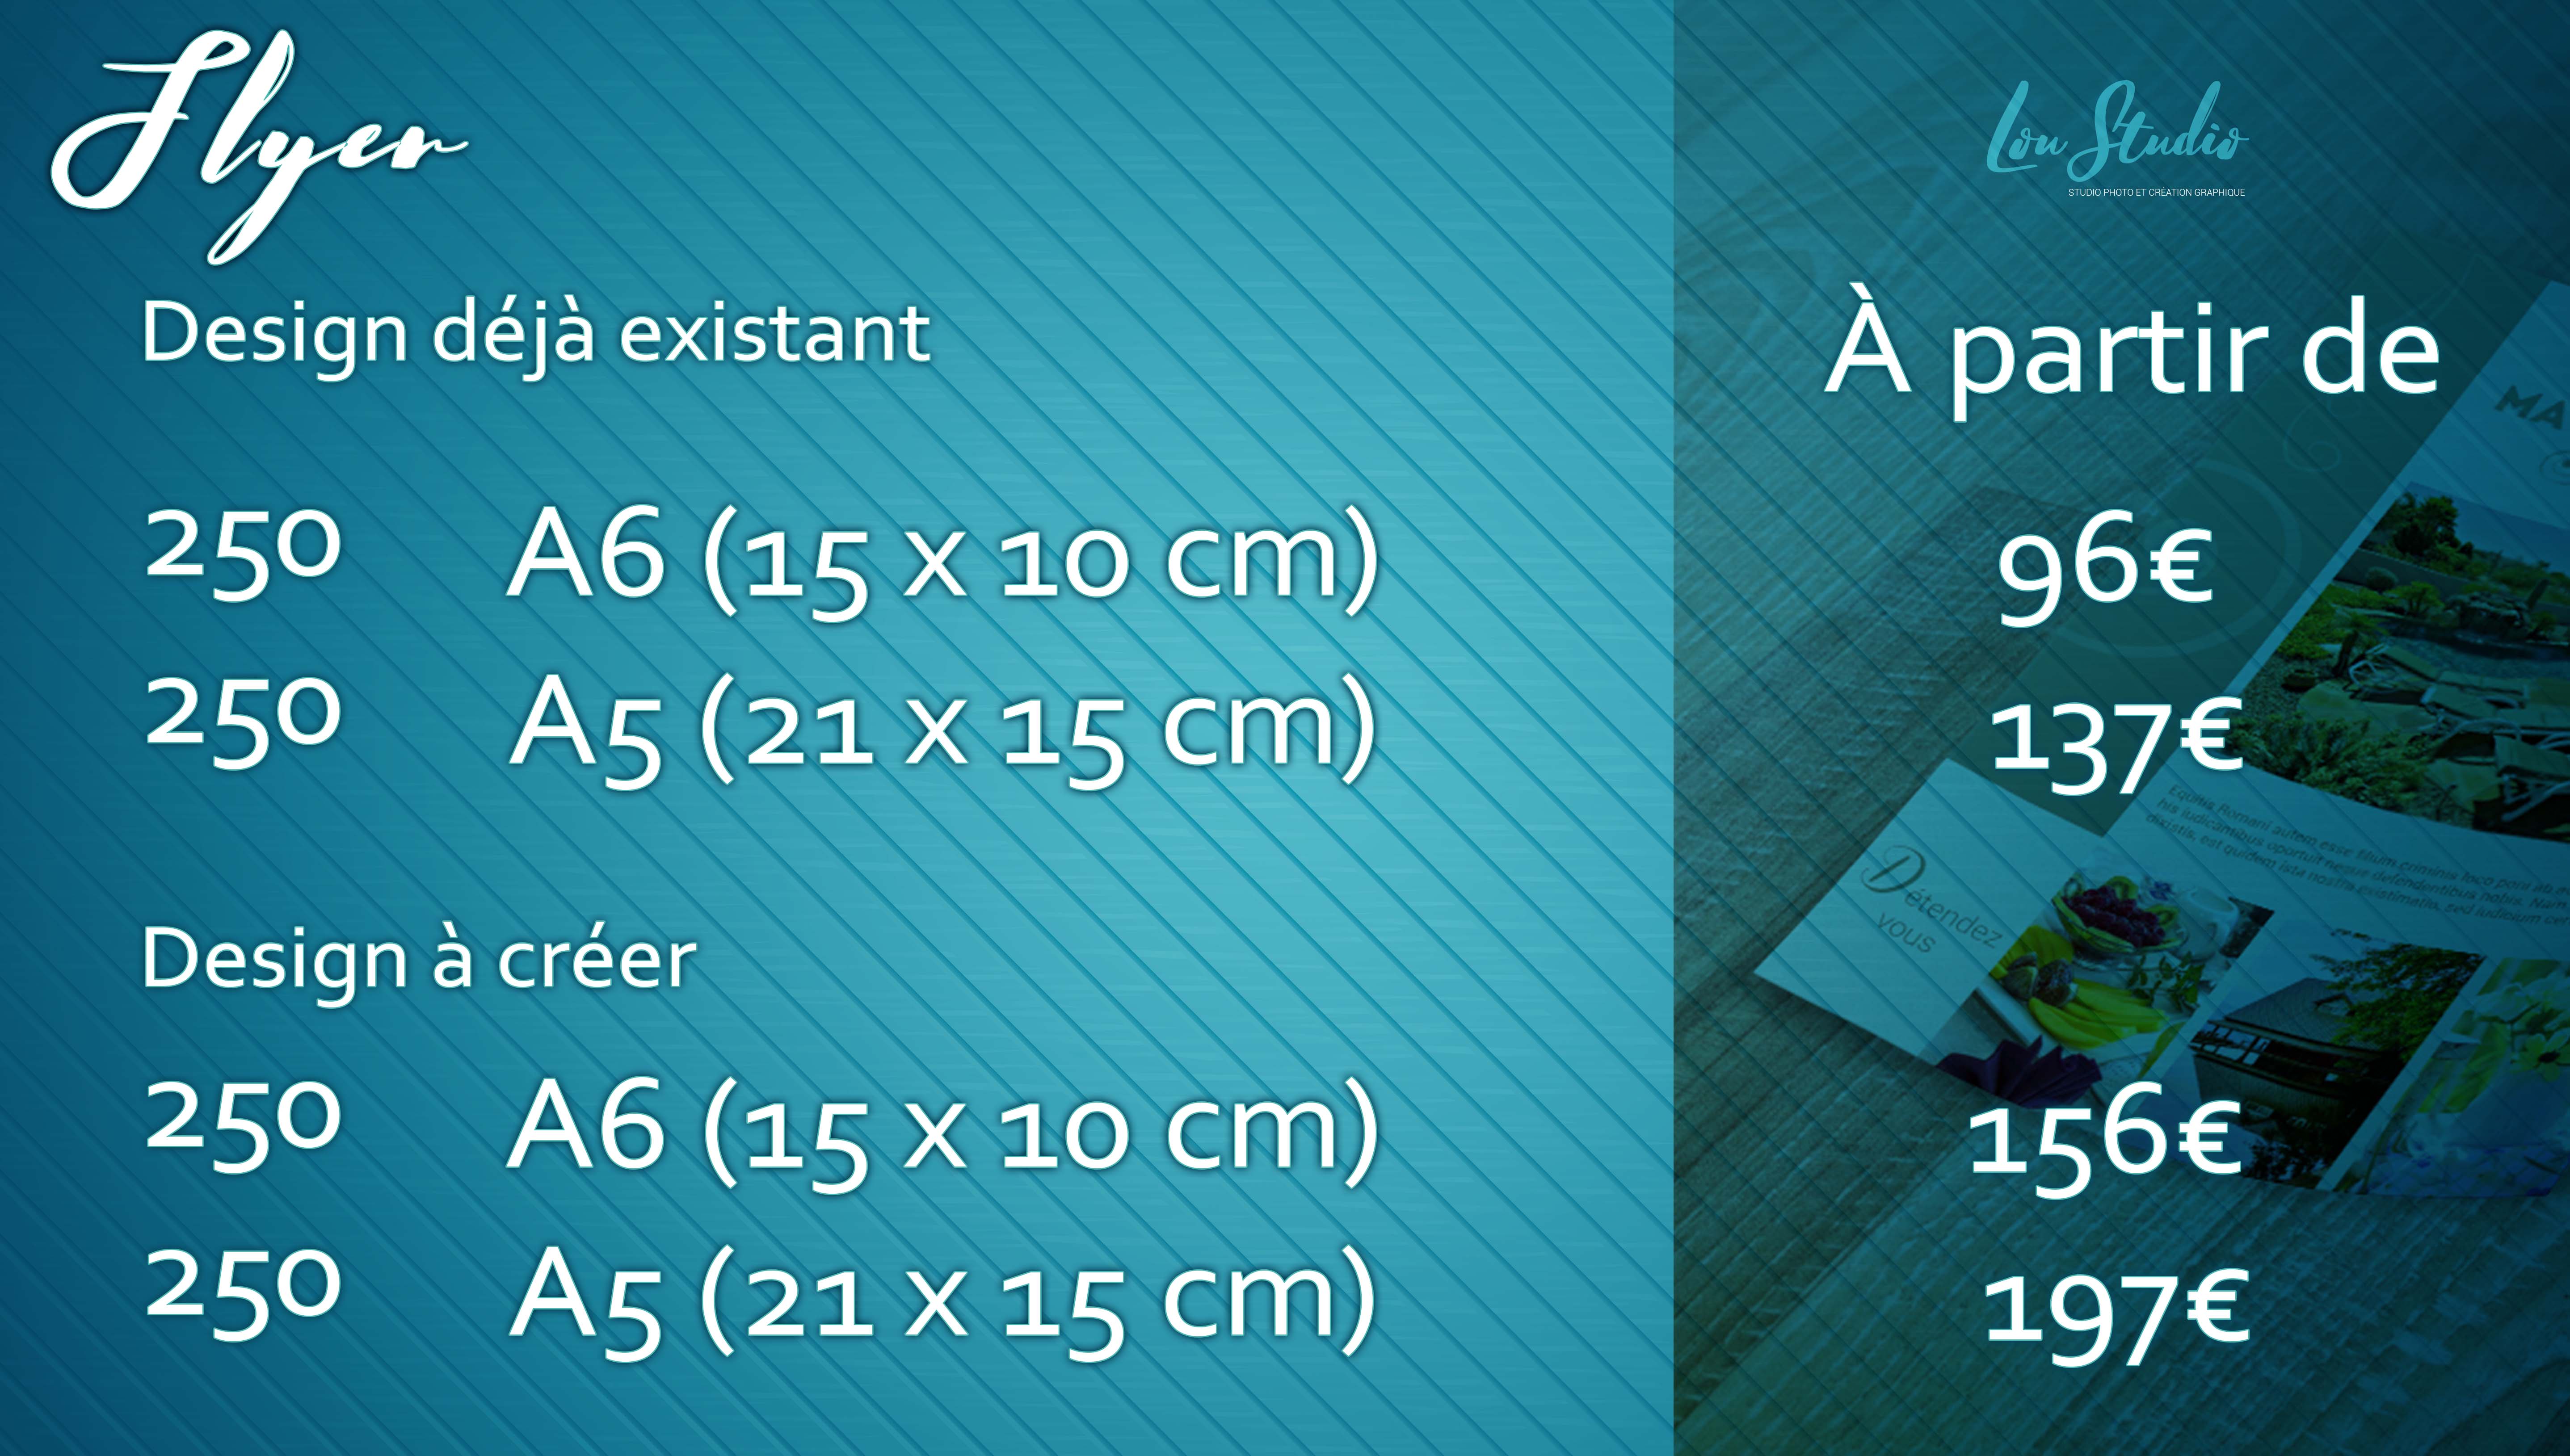 Flyer
Lou Studio
STUDIO PHOTO ET CRÉATION GRAPHIQUE
Design déjà existant
À partir de
250 A6 (15 x 10 cm) 96€
250 A5 (21 x 15 cm) 137€
Design à créer
250 A6 (15 x 10 cm) 156€
250 A5 (21 x 15 cm) 197€
MA
Equitis Romani autem esse filium criminis loco poni ab
his iudicantibus oportuit neque defendentibus nobis. Nam
est quidem ista nostra existimatio, sed iudicium
Détendez
vous